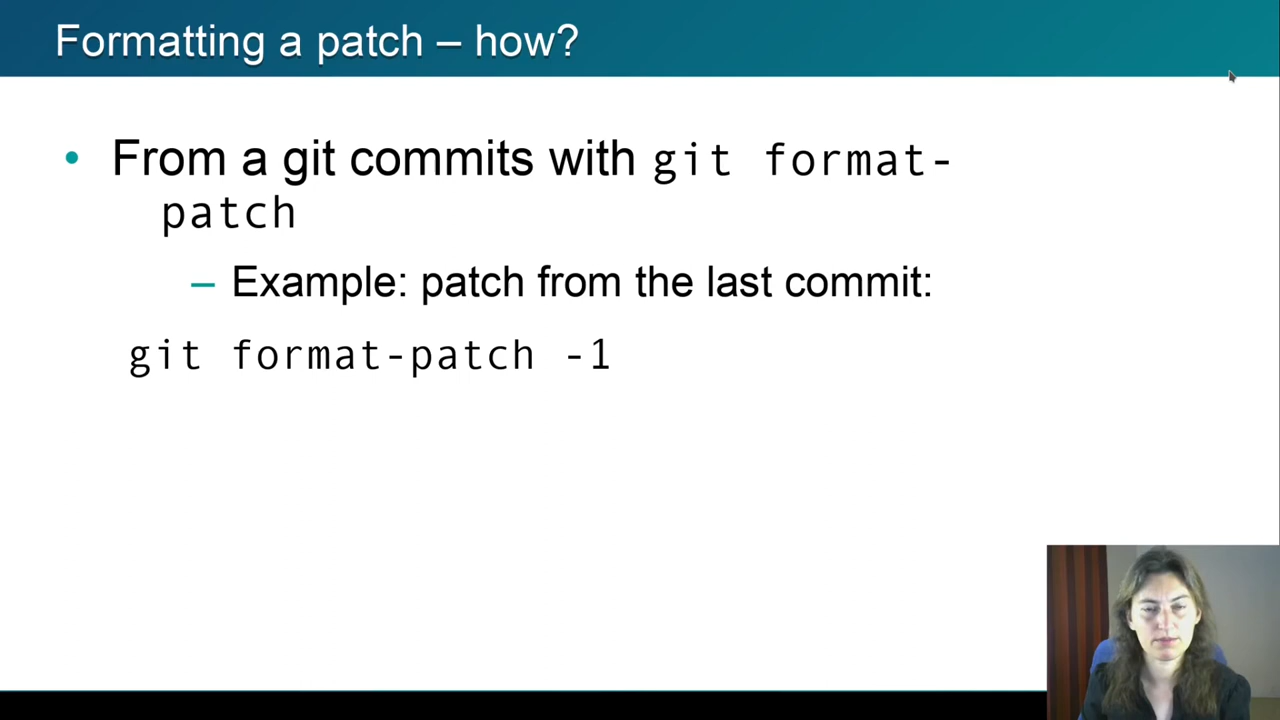 Formatting a patch – how?
• From a git commits with git format-
patch
– Example: patch from the last commit:
git format-patch -1